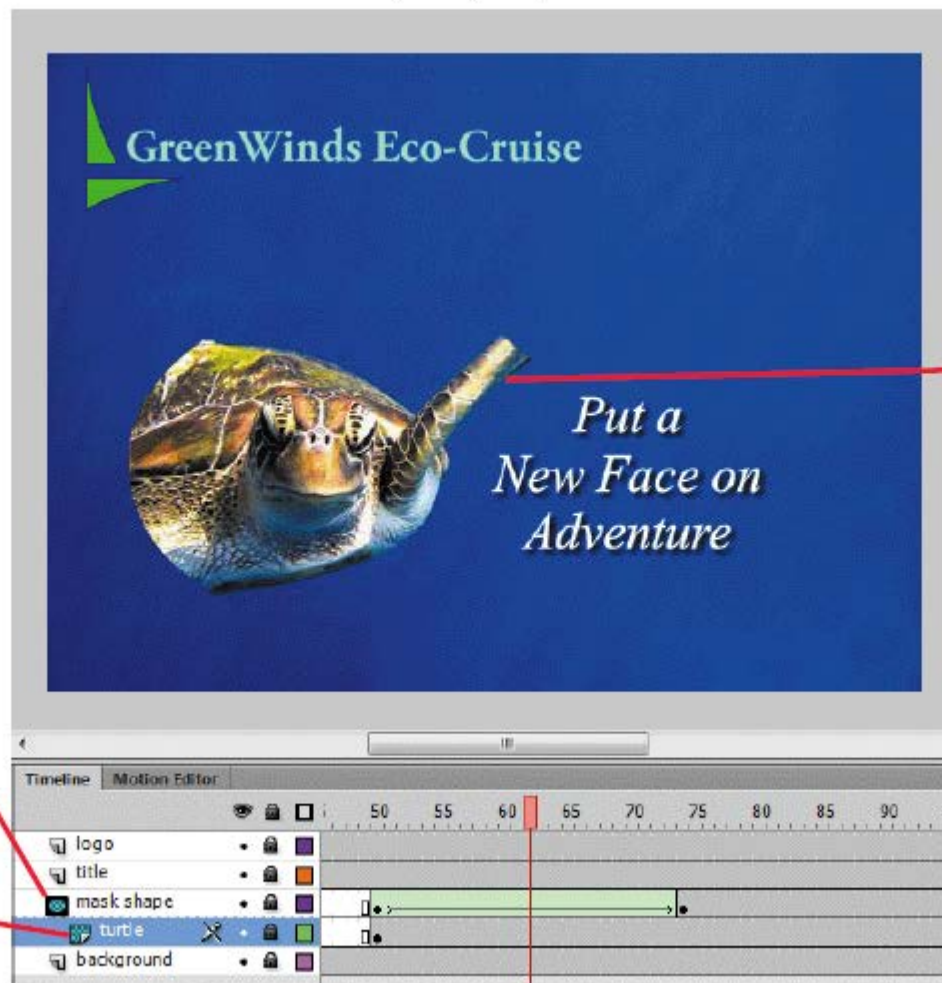 GreenWinds Eco-Cruise
Put a
New Face on
Adventure
Timeline Motion Editor
50 55 60 65 70 75 80 85 90
logo
title
mask shape
turtle
background